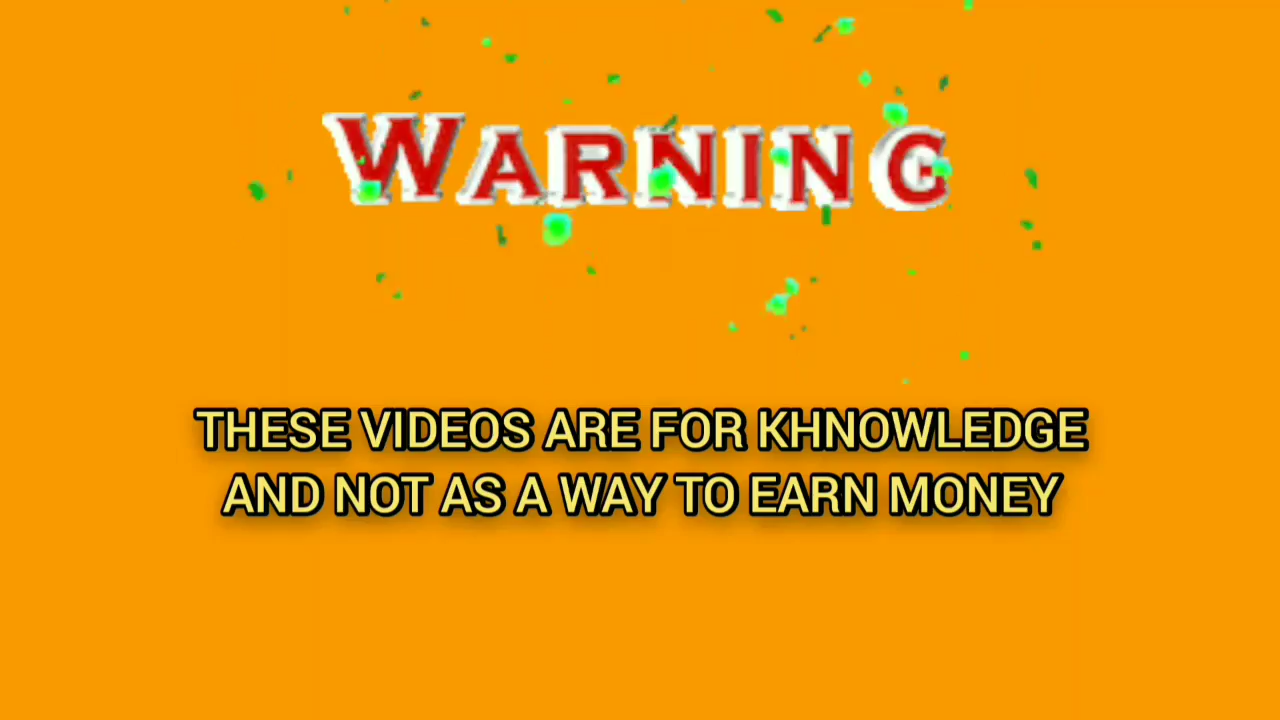 WARNING
THESE VIDEOS ARE FOR KHNOWLEDGE
AND NOT AS A WAY TO EARN MONEY